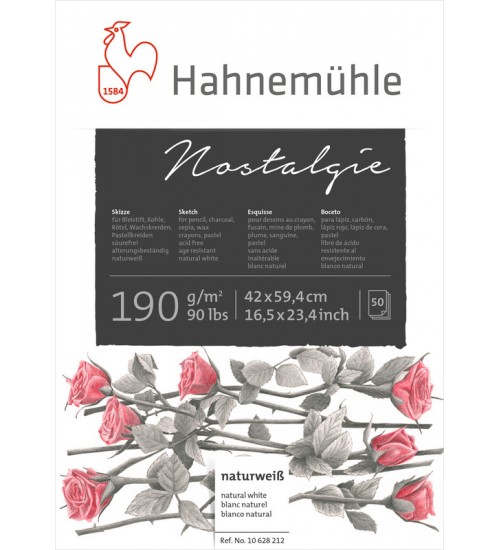 1584
Hahnemühle
Nostalgie
Skizze
für Bleistift, Kohle,
Rötel, Wachskreiden,
Pastellkreiden
säurefrei
alterungsbeständig
naturweiß
Sketch
for pencil, charcoal,
sepia, wax
crayons, pastel
acid free
age resistant
natural white
Esquisse
pour dessins au crayon,
fusain, mine de plomb,
plume, sanguine,
pastel
sans acide
inaltérable
blanc naturel
Boceto
para lápiz, carbón,
lápiz roja, lápiz de cera,
pastel
libre de ácido
resistente al
envejecimiento
blanco natural
190 g/m²
90 lbs
42 x 59,4 cm
16,5 x 23,4 inch
50
naturweiß
natural white
blanc naturel
blanco natural
Ref. No. 10 628 212